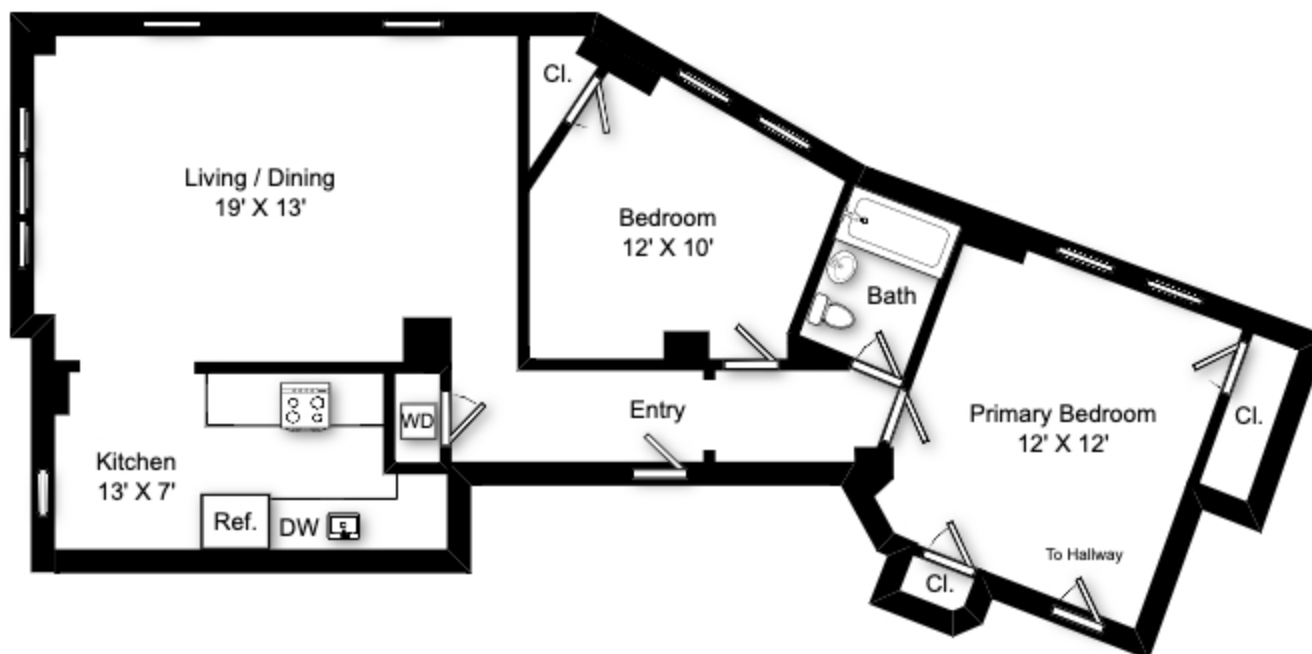 Cl.
Living / Dining
19' X 13'
Bedroom
12' X 10'
Bath
Primary Bedroom
12' X 12'
Cl.
Entry
WD
Kitchen
13' X 7'
Ref.
DW
To Hallway
Cl.